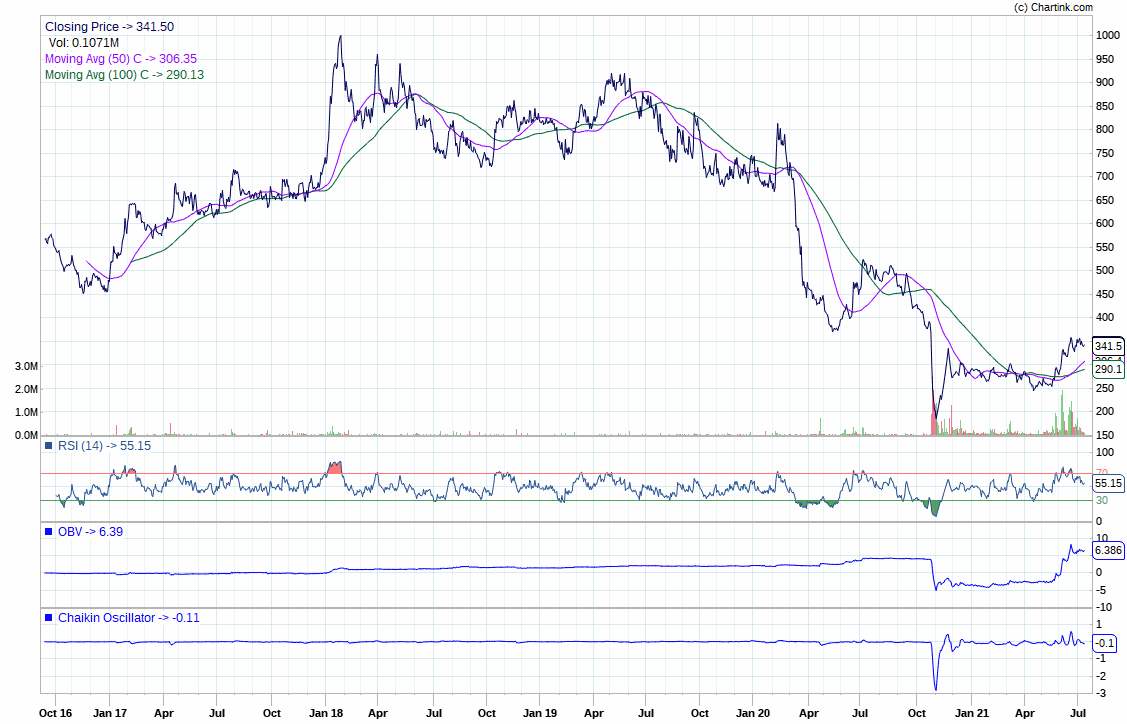 (c) Chartink.com
Closing Price -> 341.50
Vol: 0.1071M
Moving Avg (50) C -> 306.35
Moving Avg (100) C -> 290.13
1000
950
900
850
800
750
700
650
600
550
500
450
400
341.5
290.1
250
200
150
3.0M
2.0M
1.0M
0.0M
RSI (14) -> 55.15
100
70
55.15
30
0
OBV -> 6.39
10
6.386
0
-5
-10
Chaikin Oscillator -> -0.11
1
-0.1
-1
-2
-3
Oct 16 Jan 17 Apr Jul Oct Jan 18 Apr Jul Oct Jan 19 Apr Jul Oct Jan 20 Apr Jul Oct Jan 21 Apr Jul